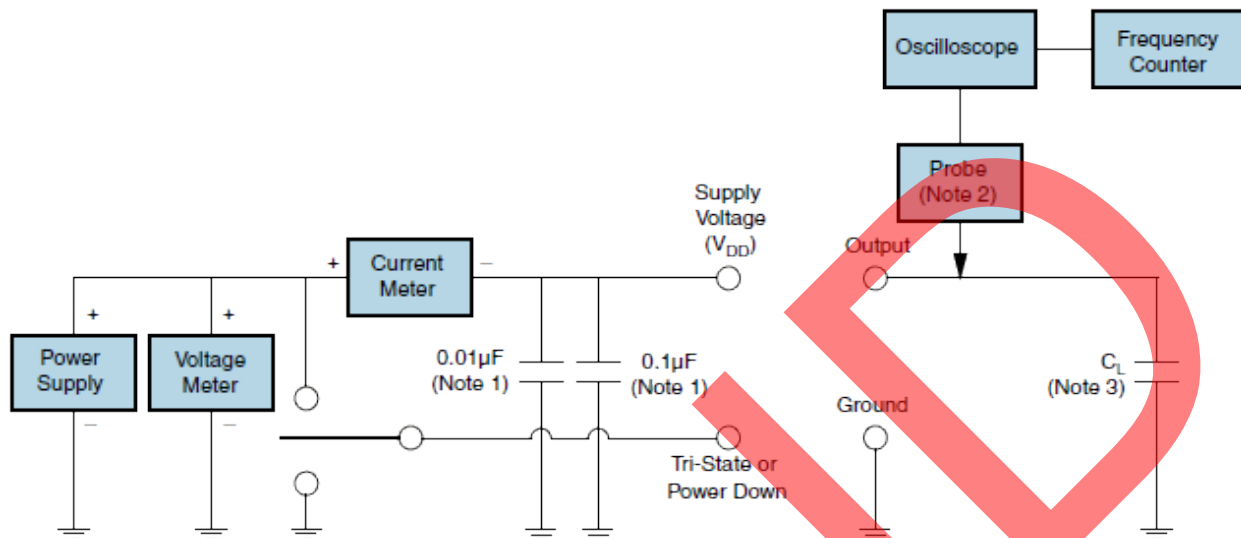 Oscilloscope
Frequency
Counter
Probe
(Note 2)
Supply
Voltage
(VDD)
Output
+
Current
Meter
−
+
Power
Supply
−
+
Voltage
Meter
−
0.01µF
(Note 1)
0.1µF
(Note 1)
CL
(Note 3)
Ground
Tri-State or
Power Down